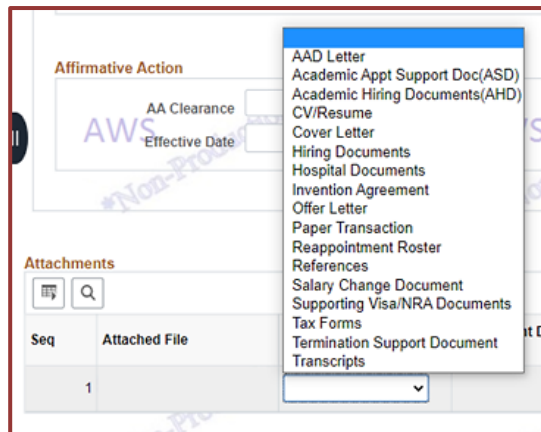 Affirmative Action
AA Clearance
Effective Date
AWS
*Non-Produc
AAD Letter
Academic Appt Support Doc(ASD)
Academic Hiring Documents(AHD)
CV/Resume
Cover Letter
Hiring Documents
Hospital Documents
Invention Agreement
Offer Letter
Paper Transaction
Reappointment Roster
References
Salary Change Document
Supporting Visa/NRA Documents
Tax Forms
Termination Support Document
Transcripts
Attachments
Seq
Attached File
1